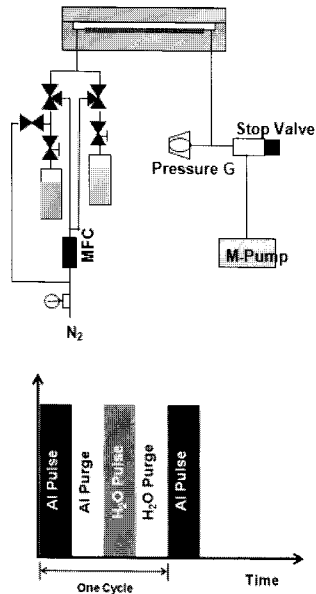 Stop Valve
Pressure G
MFC
M-Pump
N₂
Al Pulse
Al Purge
H₂O Pulse
H₂O Purge
Al Pulse
One Cycle
Time